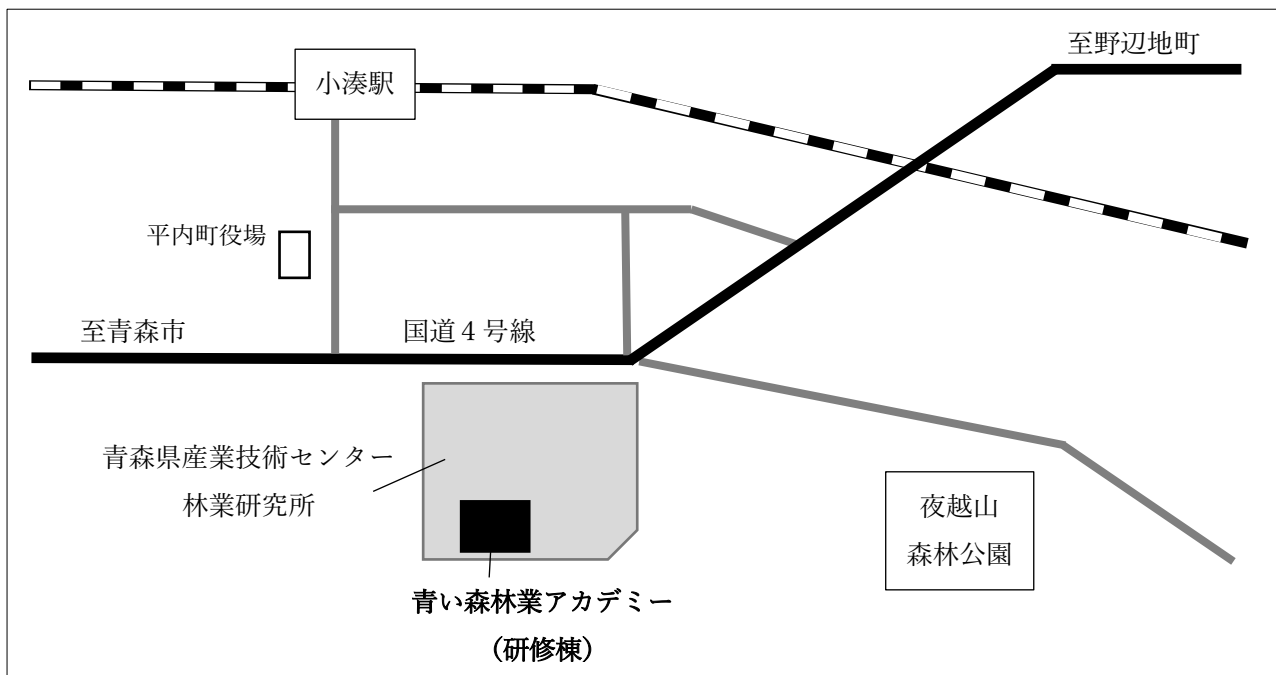 至野辺地町
小湊駅
平内町役場
至青森市
国道４号線
青森県産業技術センター
林業研究所
夜越山
森林公園
青い森林業アカデミー
（研修棟）